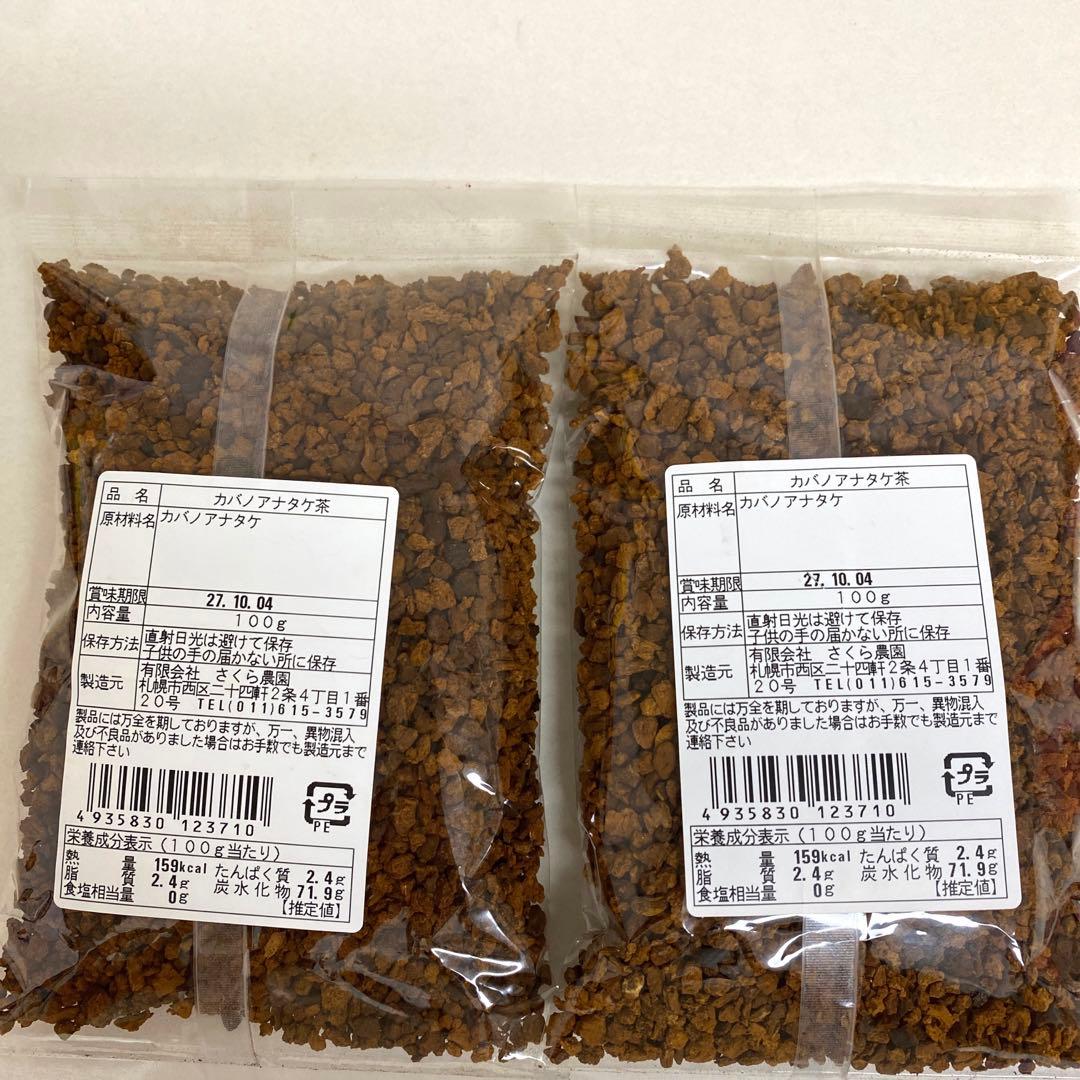 品名 カバノアナタケ茶
原材料名 カバノアナタケ
賞味期限 27.10.04
内容量 100g
保存方法 直射日光は避けて保存
子供の手の届かない所に保存
製造元 有限会社 さくら農園
札幌市西区二十四軒2条4丁目1番
20号 TEL(011)615-3579
製品には万全を期しておりますが、万一、異物混入
及び不良品がありました場合はお手数でも製造元まで
連絡下さい
4935830 123710
プラ
PE
栄養成分表示(100g当たり)
熱量 159kcal たんぱく質 2.4g
脂質 2.4g 炭水化物 71.9g
食塩相当量 0g 【推定値】
品名 カバノアナタケ茶
原材料名 カバノアナタケ
賞味期限 27.10.04
内容量 100g
保存方法 直射日光は避けて保存
子供の手の届かない所に保存
製造元 有限会社 さくら農園
札幌市西区二十四軒2条4丁目1番
20号 TEL(011)615-3579
製品には万全を期しておりますが、万一、異物混入
及び不良品がありました場合はお手数でも製造元まで
連絡下さい
4935830 123710
プラ
PE
栄養成分表示(100g当たり)
熱量 159kcal たんぱく質 2.4g
脂質 2.4g 炭水化物 71.9g
食塩相当量 0g 【推定値】